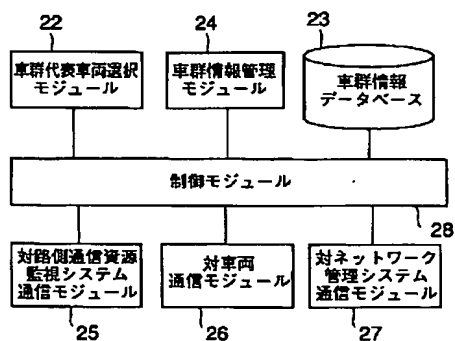 22
24
23
車群代表車両選択
モジュール
車群情報管理
モジュール
車群情報
データベース
制御モジュール
28
対路側通信資源
監視システム
通信モジュール
対車両
通信モジュール
対ネットワーク
管理システム
通信モジュール
25
26
27